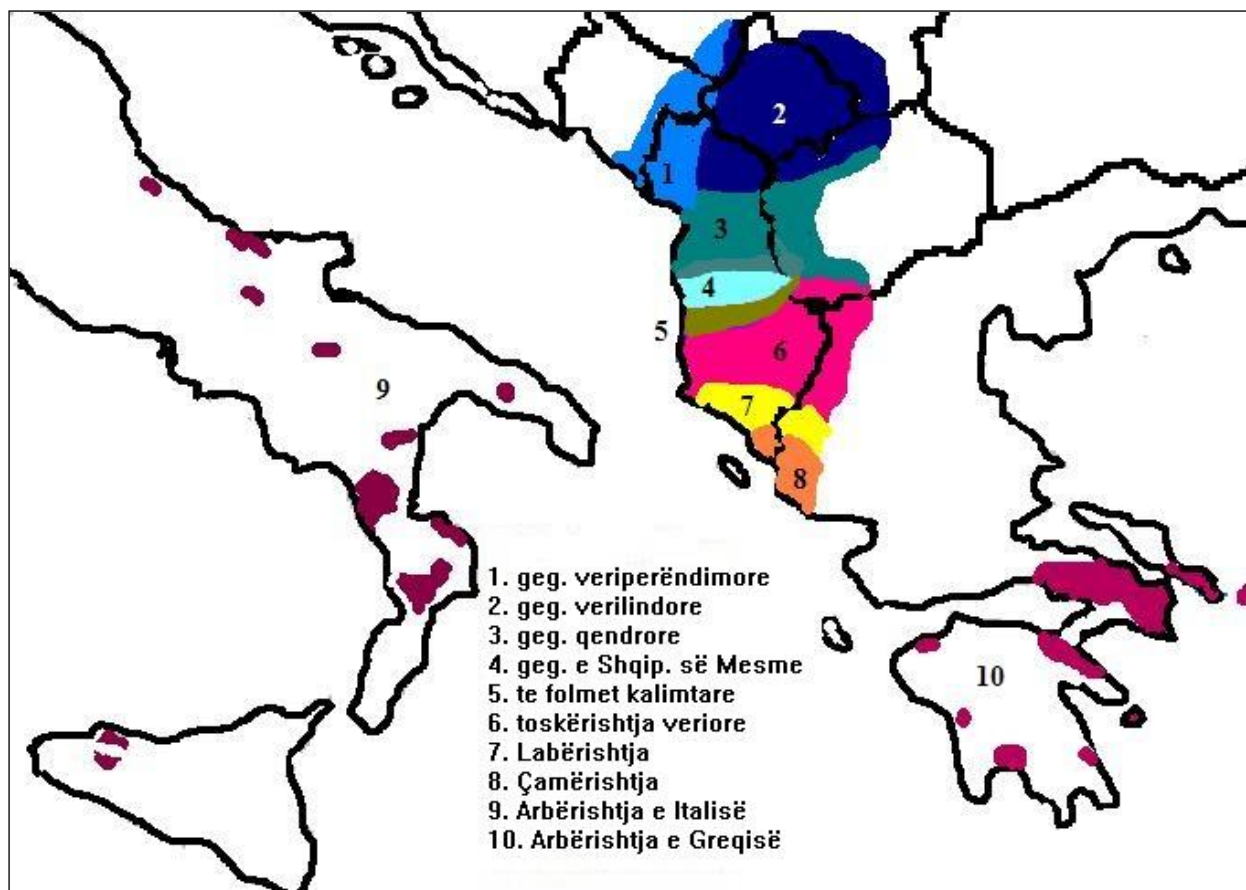 2
1
3
4
5
6
9
7
8
10
1. geg. veriperëndimore
2. geg. verilindore
3. geg. qendrore
4. geg. e Shqip. së Mesme
5. te folmet kalimtare
6. toskërishtja veriore
7. Labërishtja
8. Çamërishtja
9. Arbërishtja e Italisë
10. Arbërishtja e Greqisë